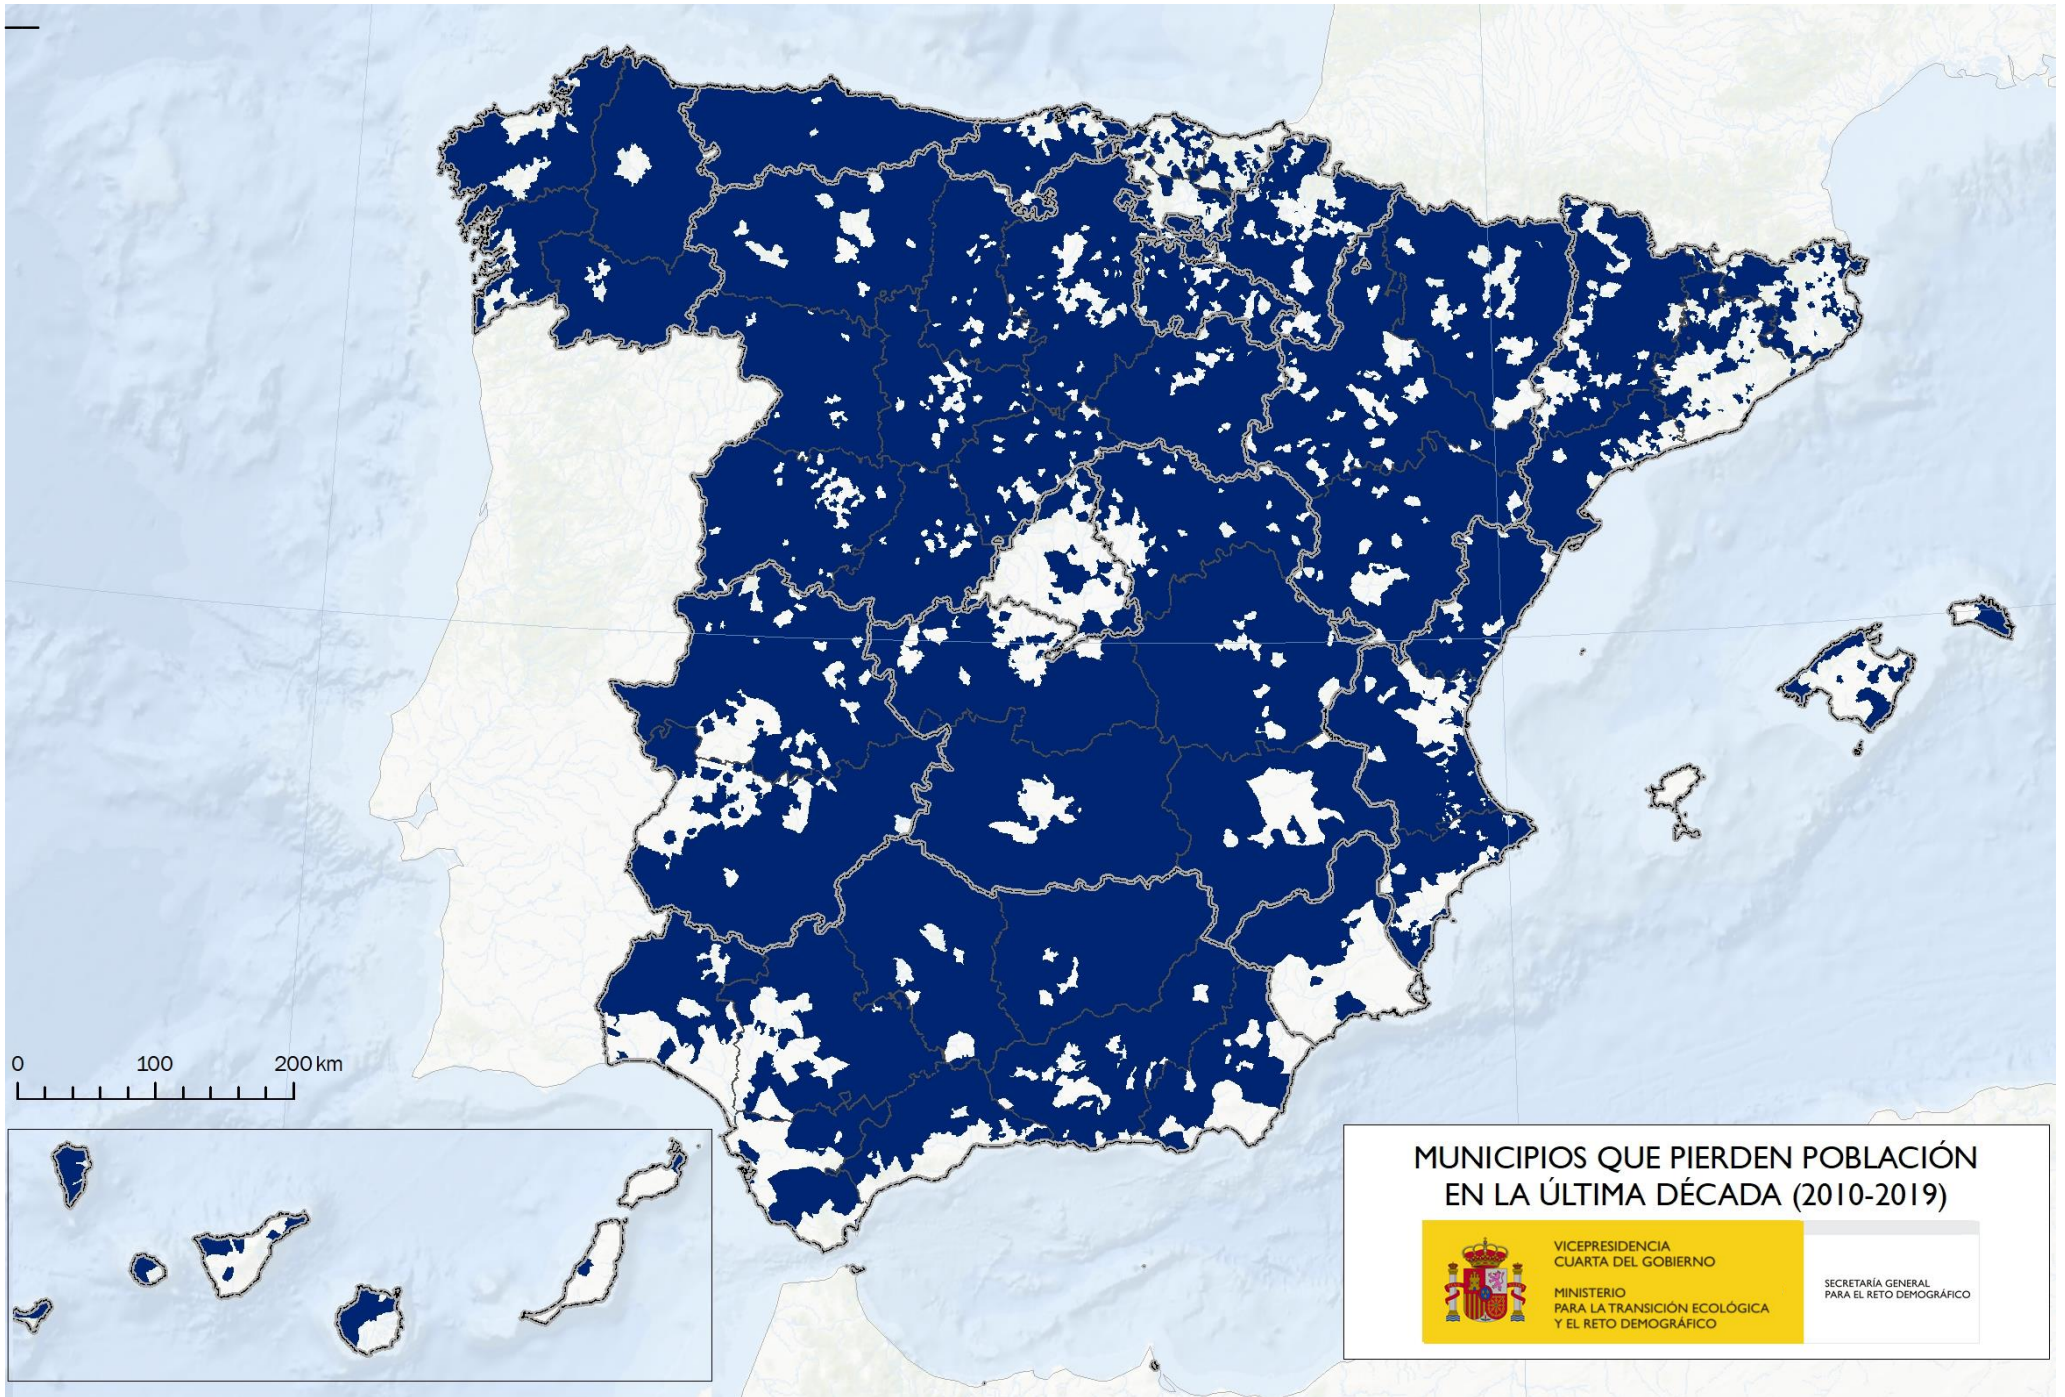 0 100 200 km
MUNICIPIOS QUE PIERDEN POBLACIÓN
EN LA ÚLTIMA DÉCADA (2010-2019)
VICEPRESIDENCIA
CUARTA DEL GOBIERNO
MINISTERIO
PARA LA TRANSICIÓN ECOLÓGICA
Y EL RETO DEMOGRÁFICO
SECRETARÍA GENERAL
PARA EL RETO DEMOGRÁFICO